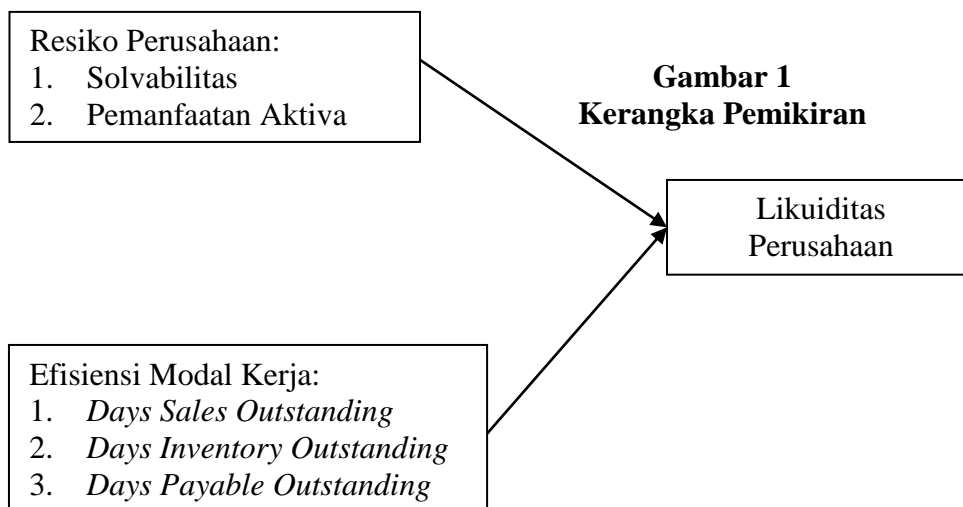 Resiko Perusahaan:
1. Solvabilitas
2. Pemanfaatan Aktiva
Gambar 1
Kerangka Pemikiran
Likuiditas
Perusahaan
Efisiensi Modal Kerja:
1. Days Sales Outstanding
2. Days Inventory Outstanding
3. Days Payable Outstanding